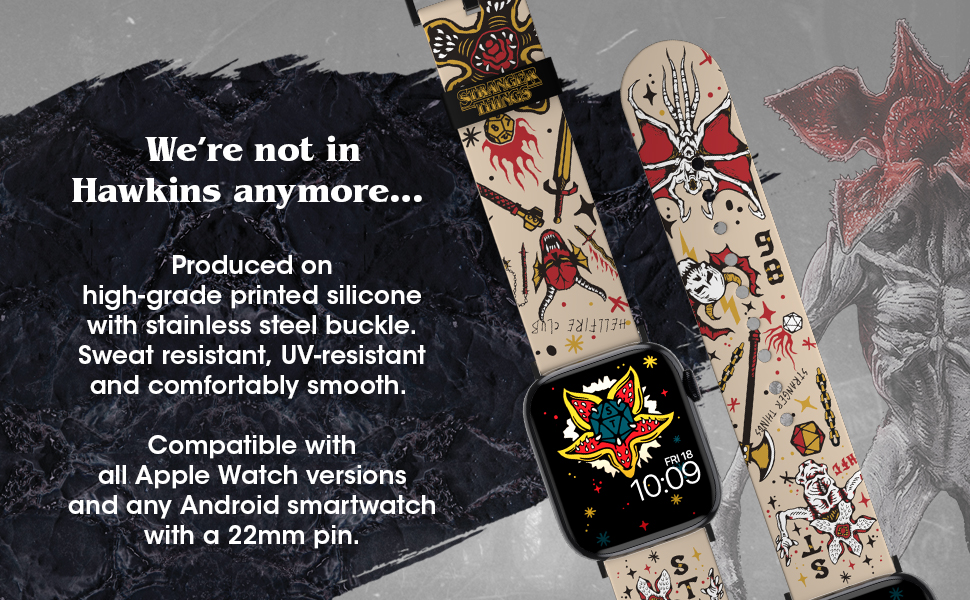 We're not in
Hawkins anymore...
Produced on
high-grade printed silicone
with stainless steel buckle.
Sweat resistant, UV-resistant
and comfortably smooth.
Compatible with
all Apple Watch versions
and any Android smartwatch
with a 22mm pin.
STRANGER
THINGS
HELLFIRE CLUB
86
STRANGER THINGS
HFC
S
T
FRI 18
10:09
S
T
L
S